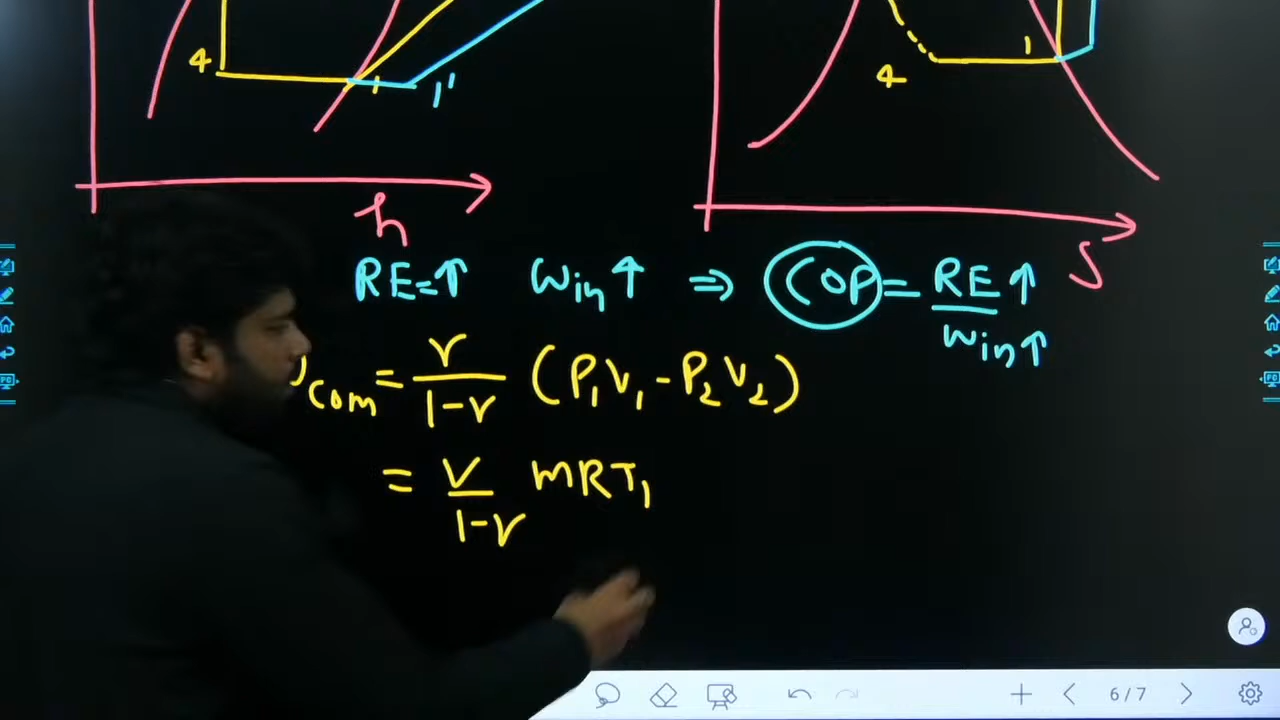 4 1 1'
4 1
h
S
RE=↑ Win↑ ⇒ COP = RE↑ / Win↑
com = γ/1-γ (P₁V₁ - P₂V₂)
= γ/1-γ MRT₁
6/7